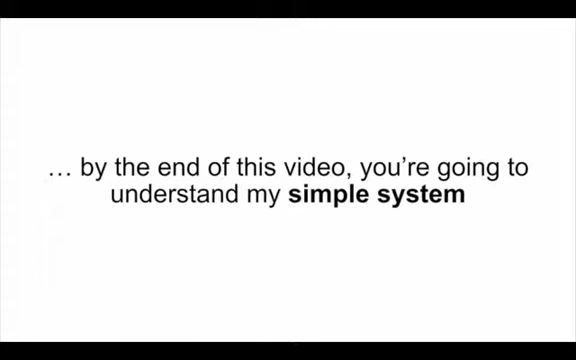 … by the end of this video, you’re going to
understand my simple system